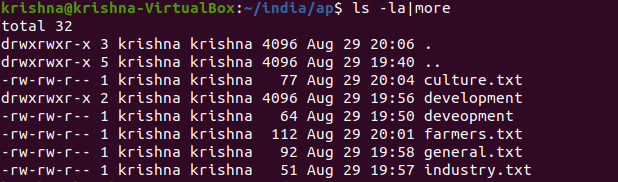 krishna@krishna-VirtualBox:~/india/ap$ ls -la|more
total 32
drwxrwxr-x 3 krishna krishna 4096 Aug 29 20:06 .
drwxrwxr-x 5 krishna krishna 4096 Aug 29 19:40 ..
-rw-rw-r-- 1 krishna krishna   77 Aug 29 20:04 culture.txt
drwxrwxr-x 2 krishna krishna 4096 Aug 29 19:56 development
-rw-rw-r-- 1 krishna krishna   64 Aug 29 19:50 deveopment
-rw-rw-r-- 1 krishna krishna  112 Aug 29 20:01 farmers.txt
-rw-rw-r-- 1 krishna krishna   92 Aug 29 19:58 general.txt
-rw-rw-r-- 1 krishna krishna   51 Aug 29 19:57 industry.txt